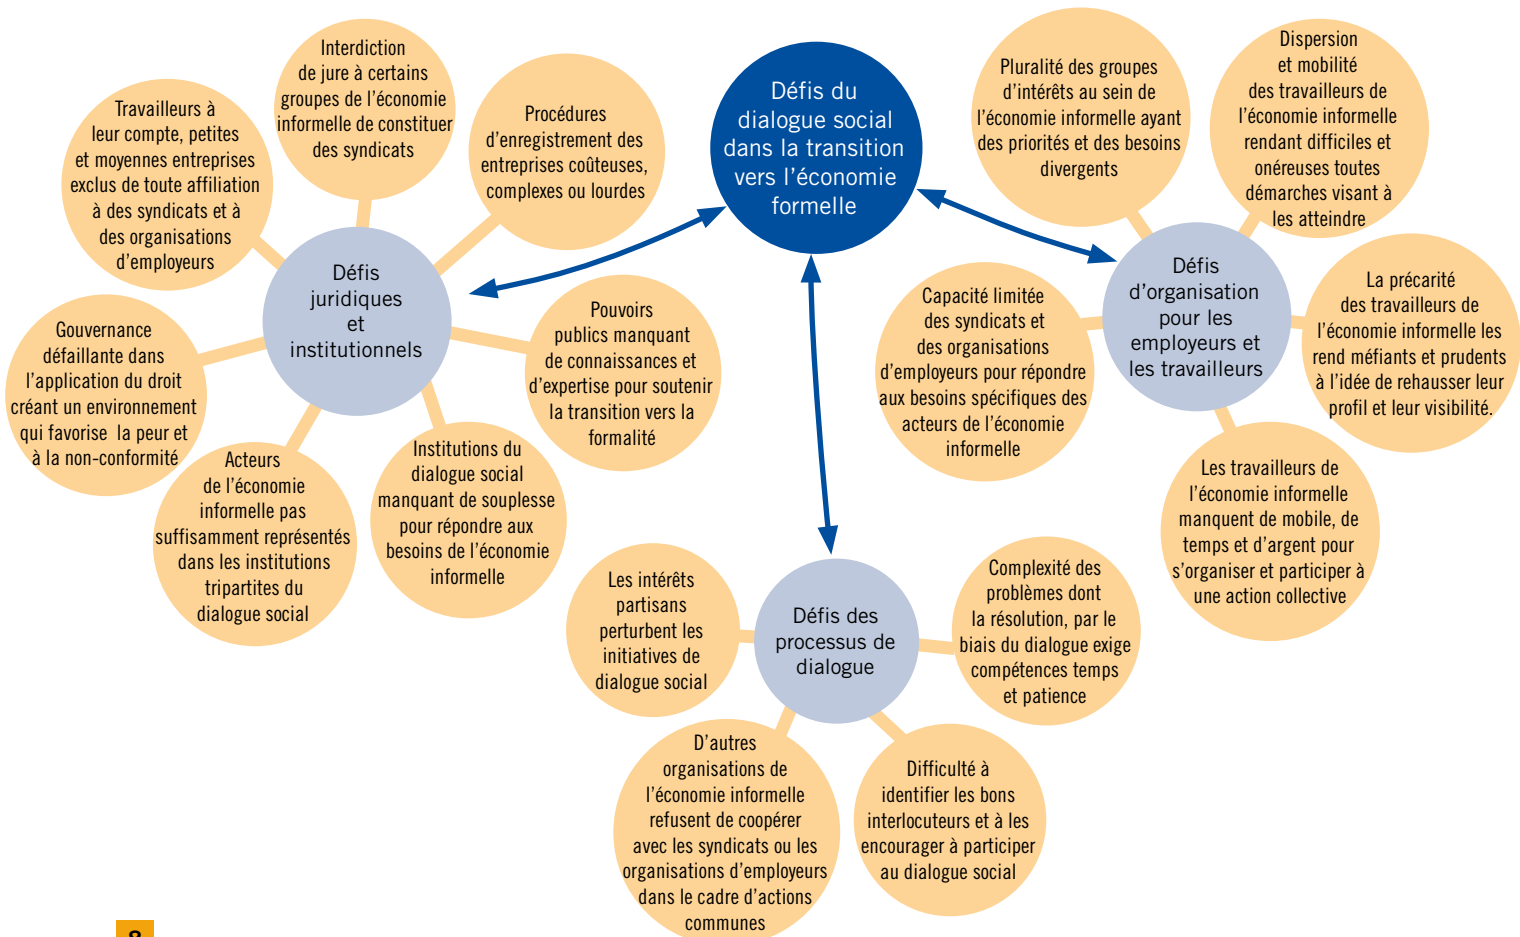 Défis du
dialogue social
dans la transition
vers l'économie
formelle
Défis
juridiques
et
institutionnels
Travailleurs à
leur compte, petites
et moyennes entreprises
exclus de toute affiliation
à des syndicats et à
des organisations
d'employeurs
Interdiction
de jure à certains
groupes de l'économie
informelle de constituer
des syndicats
Procédures
d'enregistrement des
entreprises coûteuses,
complexes ou lourdes
Pouvoirs
publics manquant
de connaissances et
d'expertise pour soutenir
la transition vers la
formalité
Institutions du
dialogue social
manquant de souplesse
pour répondre aux
besoins de l'économie
informelle
Acteurs
de l'économie
informelle pas
suffisamment représentés
dans les institutions
tripartites du
dialogue social
Gouvernance
défaillante dans
l'application du droit
créant un environnement
qui favorise la peur et
à la non-conformité
Défis
d'organisation
pour les
employeurs et
les travailleurs
Pluralité des groupes
d'intérêts au sein de
l'économie informelle ayant
des priorités et des besoins
divergents
Dispersion
et mobilité
des travailleurs de
l'économie informelle
rendant difficiles et
onéreuses toutes
démarches visant à
les atteindre
La précarité
des travailleurs de
l'économie informelle les
rend méfiants et prudents
à l'idée de rehausser leur
profil et leur visibilité.
Les travailleurs de
l'économie informelle
manquent de mobile, de
temps et d'argent pour
s'organiser et participer à
une action collective
Capacité limitée
des syndicats et
des organisations
d'employeurs pour répondre
aux besoins spécifiques des
acteurs de l'économie
informelle
Défis des
processus de
dialogue
Les intérêts
partisans
perturbent les
initiatives de
dialogue social
Complexité des
problèmes dont
la résolution, par le
biais du dialogue exige
compétences temps
et patience
D'autres
organisations de
l'économie informelle
refusent de coopérer
avec les syndicats ou les
organisations d'employeurs
dans le cadre d'actions
communes
Difficulté à
identifier les bons
interlocuteurs et à les
encourager à participer
au dialogue social
8